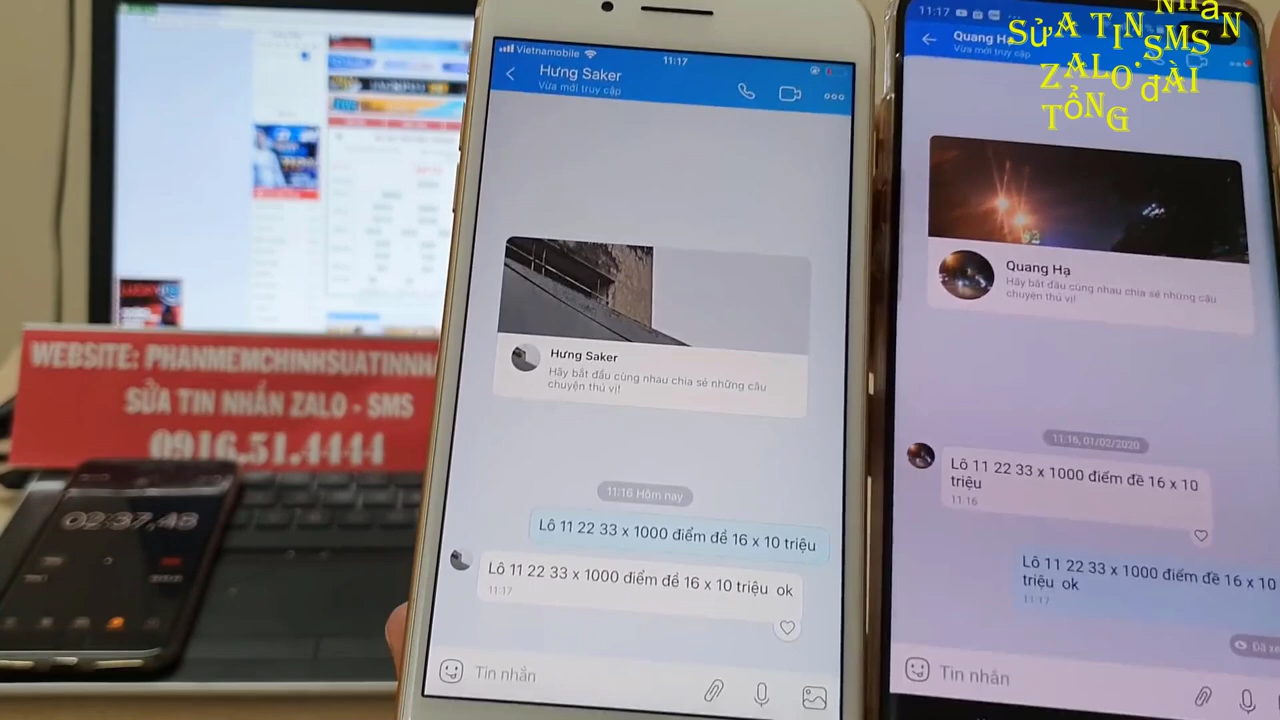 WEBSITE: PHANMEMCHINHSUATINNHA
SỬA TIN NHẮN ZALO - SMS
0916.51.4444
02:37,48
Vietnamobile
11:17
Hưng Saker
Vừa mới truy cập
Hưng Saker
Hãy bắt đầu cùng nhau chia sẻ những câu
chuyện thú vị!
11:16 Hôm nay
Lô 11 22 33 x 1000 điểm đề 16 x 10 triệu
Lô 11 22 33 x 1000 điểm đề 16 x 10 triệu ok
11:17
Tin nhắn
11:17
Quang Hạ
Vừa mới truy cập
SỬA TIN NHẮN
ZALO.SMS
TỔNG ĐÀI
Quang Hạ
Hãy bắt đầu cùng nhau chia sẻ những câu
chuyện thú vị!
11:16, 01/02/2020
Lô 11 22 33 x 1000 điểm đề 16 x 10
triệu
11:16
Lô 11 22 33 x 1000 điểm đề 16 x 10
triệu ok
11:17
Đã xe
Tin nhắn